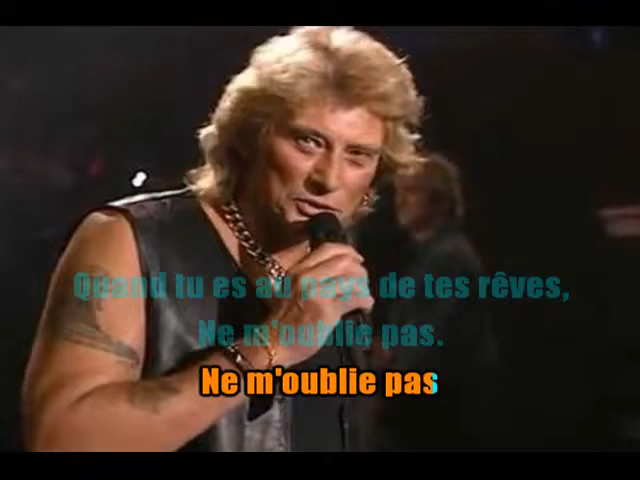 Quand tu es au pays de tes rêves,
Ne m'oublie pas.
Ne m'oublie pas